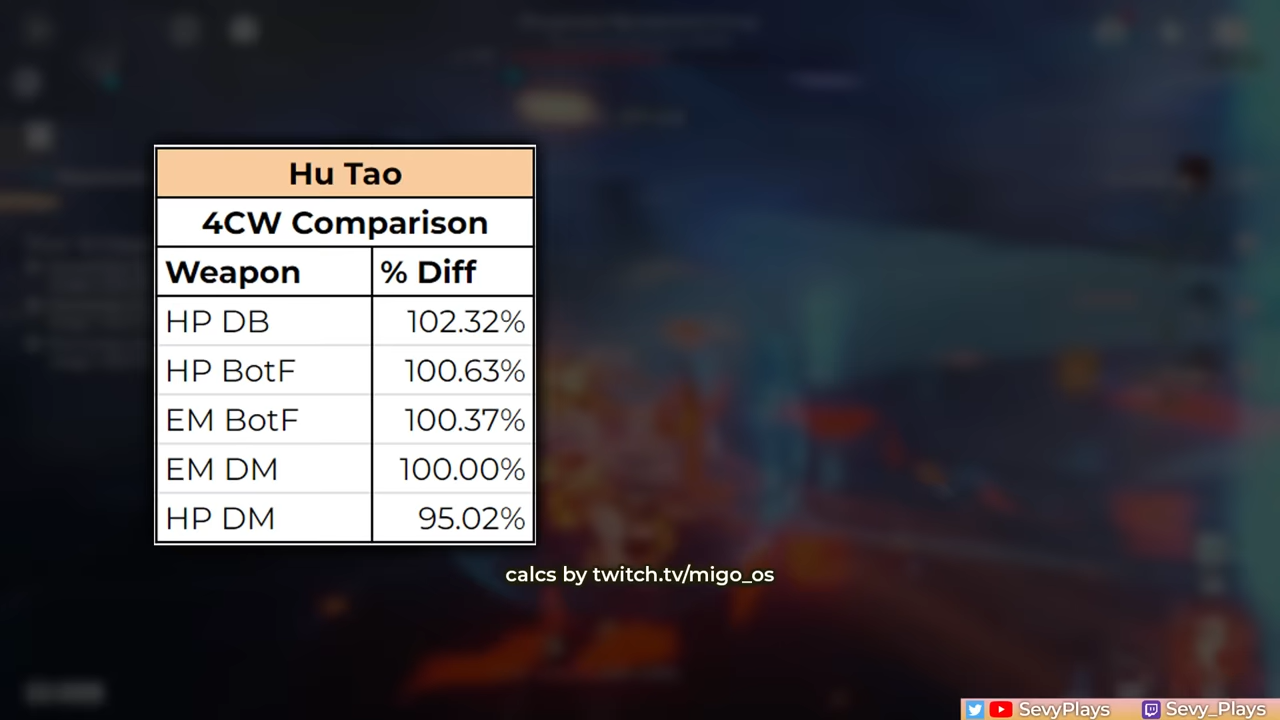 Hu Tao
4CW Comparison
Weapon % Diff
HP DB 102.32%
HP BotF 100.63%
EM BotF 100.37%
EM DM 100.00%
HP DM 95.02%
calcs by twitch.tv/migo_os
SevyPlays Sevy_Plays